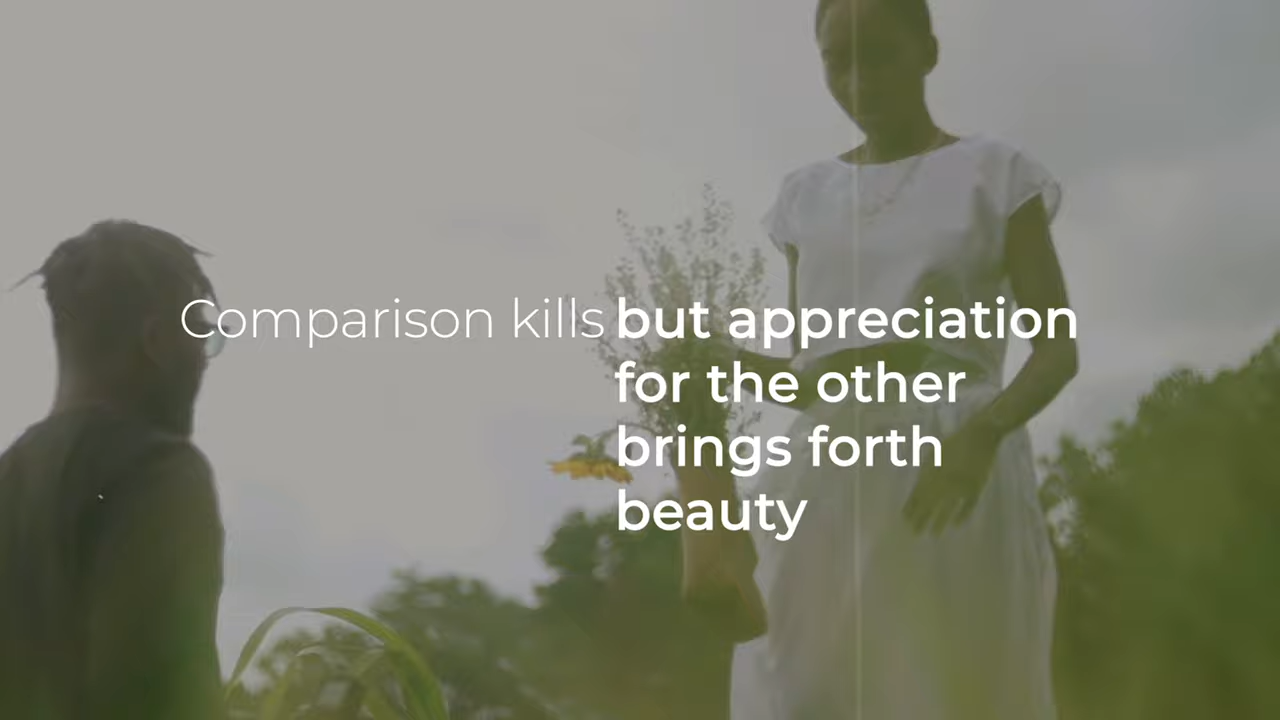 Comparison kills but appreciation
for the other
brings forth
beauty